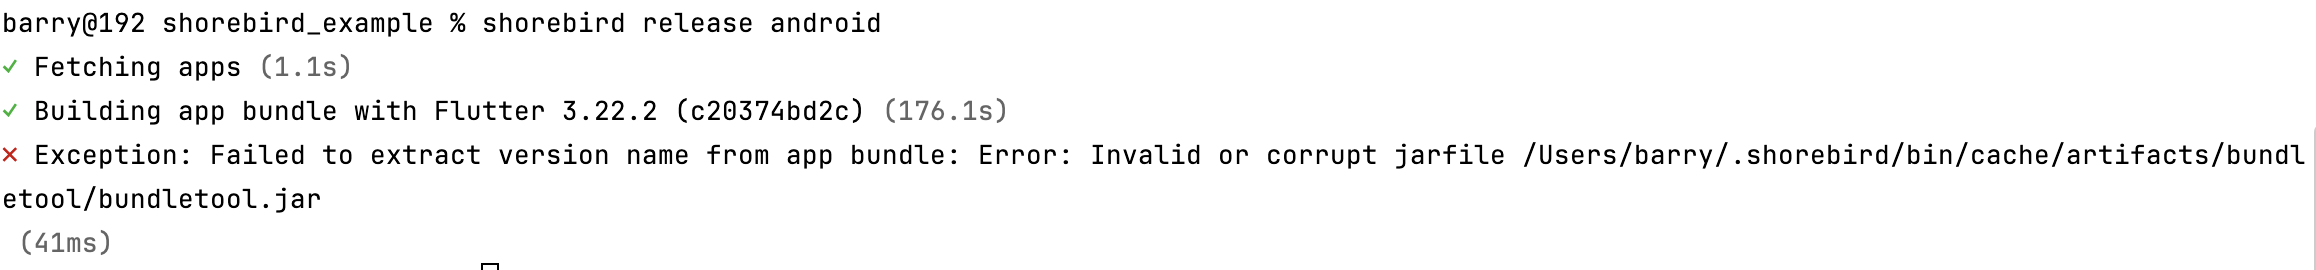 barry@192 shorebird_example % shorebird release android
✓ Fetching apps (1.1s)
✓ Building app bundle with Flutter 3.22.2 (c20374bd2c) (176.1s)
✗ Exception: Failed to extract version name from app bundle: Error: Invalid or corrupt jarfile /Users/barry/.shorebird/bin/cache/artifacts/bundl
etool/bundletool.jar
(41ms)